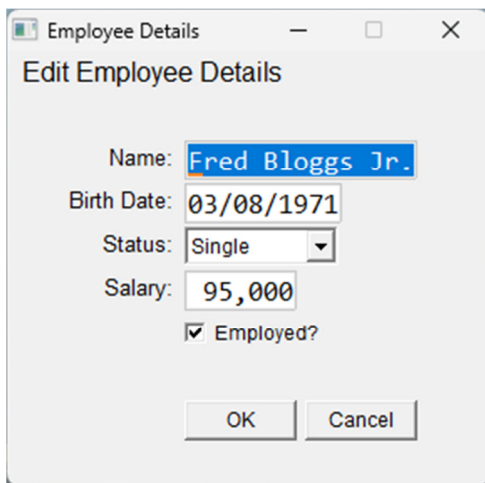 Employee Details
Edit Employee Details
Name: Fred Bloggs Jr.
Birth Date: 03/08/1971
Status: Single
Salary: 95,000
Employed?
OK Cancel